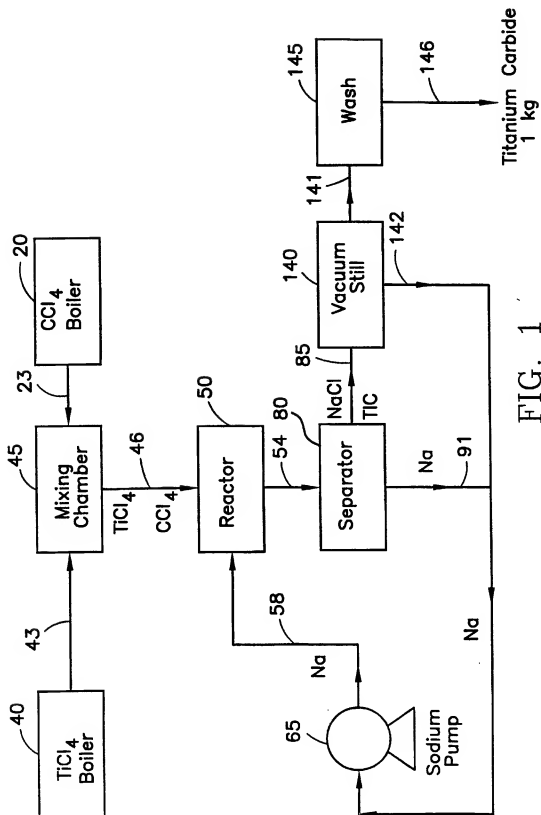 40
TiCl4
Boiler
43
45
Mixing
Chamber
23
20
CCl4
Boiler
TiCl4
46
CCl4
50
Reactor
54
58
Na
65
Sodium
Pump
80
Separator
NaCl
85
TIC
Na
91
Na
140
Vacuum
Still
142
141
145
Wash
146
Titanium Carbide
1 kg
FIG. 1